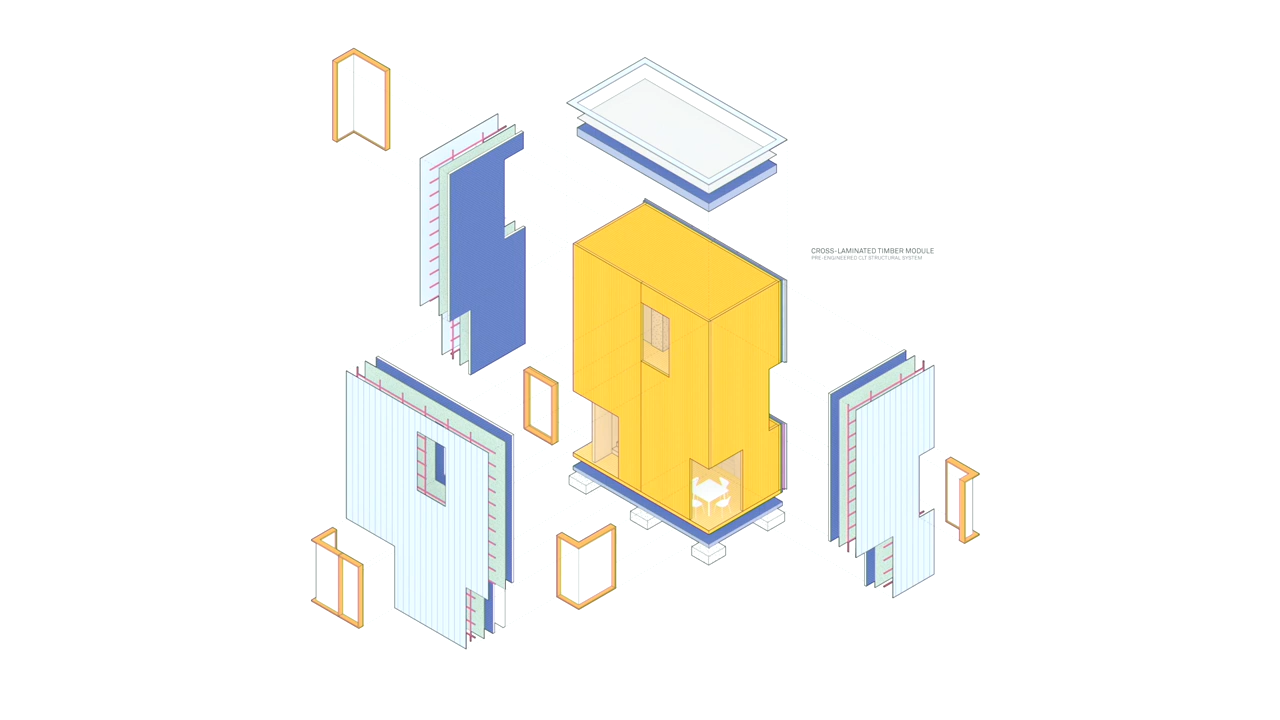 CROSS-LAMINATED TIMBER MODULE
PRE-ENGINEERED CLT STRUCTURAL SYSTEM